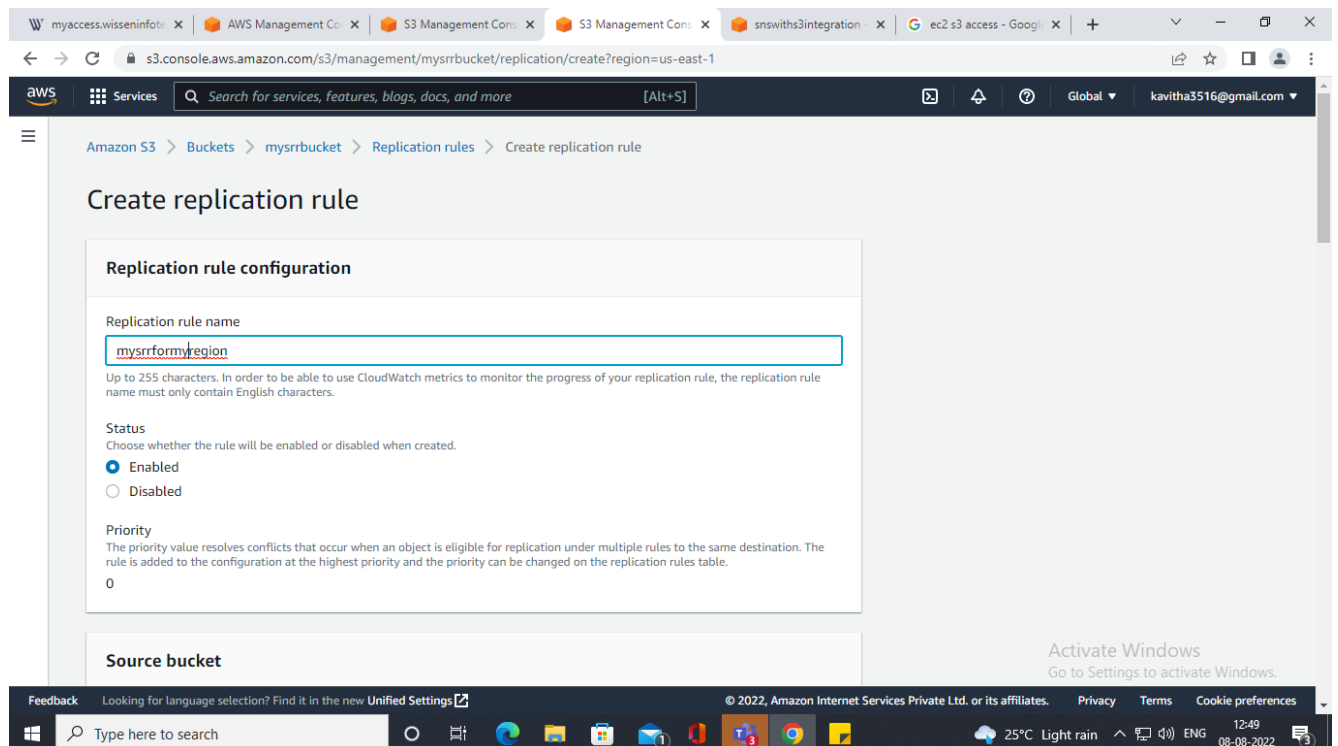 myaccess.wisseninfote
AWS Management Co
S3 Management Cons
S3 Management Cons
snswiths3integration -
ec2 s3 access - Google
s3.console.aws.amazon.com/s3/management/mysrrbucket/replication/create?region=us-east-1
aws
Services
Search for services, features, blogs, docs, and more
[Alt+S]
Global
kavitha3516@gmail.com
Amazon S3 > Buckets > mysrrbucket > Replication rules > Create replication rule
Create replication rule
Replication rule configuration
Replication rule name
mysrrformyregion
Up to 255 characters. In order to be able to use CloudWatch metrics to monitor the progress of your replication rule, the replication rule
name must only contain English characters.
Status
Choose whether the rule will be enabled or disabled when created.
Enabled
Disabled
Priority
The priority value resolves conflicts that occur when an object is eligible for replication under multiple rules to the same destination. The
rule is added to the configuration at the highest priority and the priority can be changed on the replication rules table.
0
Source bucket
Activate Windows
Go to Settings to activate Windows.
Feedback
Looking for language selection? Find it in the new Unified Settings
© 2022, Amazon Internet Services Private Ltd. or its affiliates.
Privacy
Terms
Cookie preferences
Type here to search
1
3
25°C Light rain
ENG
12:49
08-08-2022
3